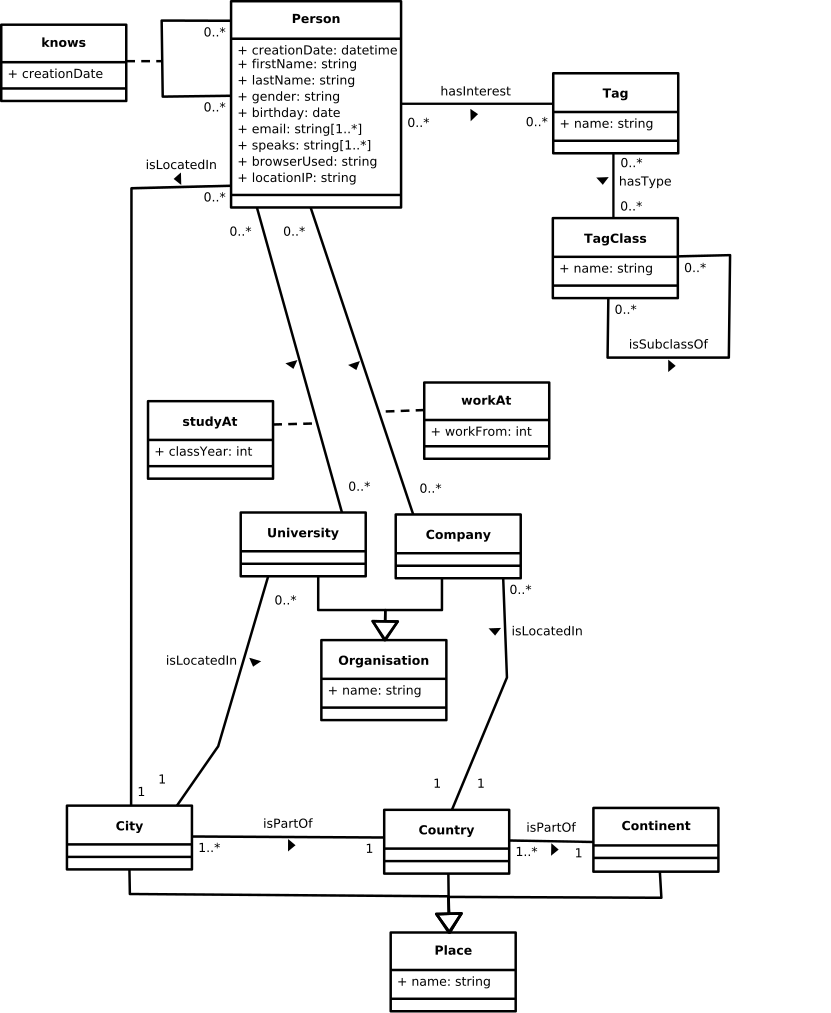 Person
+ creationDate: datetime
+ firstName: string
+ lastName: string
+ gender: string
+ birthday: date
+ email: string[1..*]
+ speaks: string[1..*]
+ browserUsed: string
+ locationIP: string
knows
+ creationDate
0..*
0..*
hasInterest
0..*
0..*
Tag
+ name: string
0..*
hasType
0..*
TagClass
+ name: string
0..*
0..*
isSubclassOf
isLocatedIn
0..*
0..*
0..*
studyAt
+ classYear: int
workAt
+ workFrom: int
0..*
0..*
University
Company
0..*
0..*
isLocatedIn
isLocatedIn
Organisation
+ name: string
1
1
1
1
City
isPartOf
1..*
1
Country
isPartOf
1..*
1
Continent
Place
+ name: string